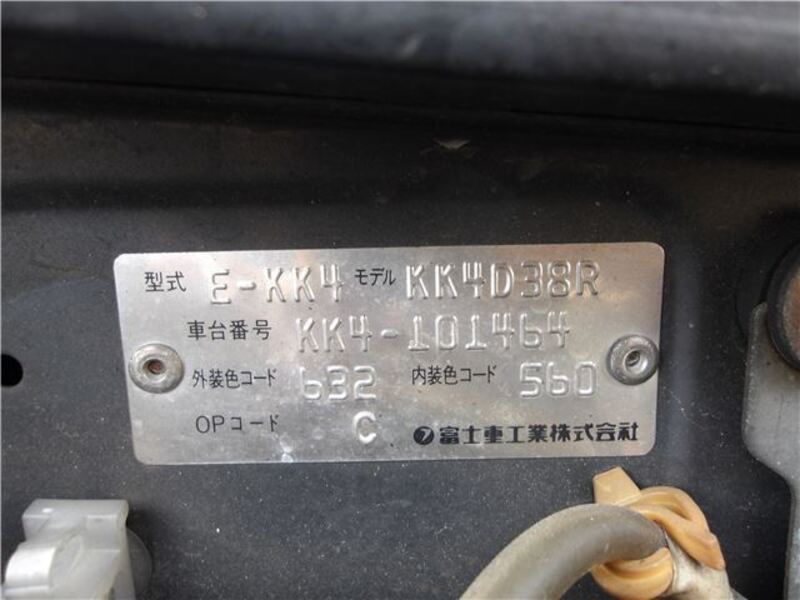 型式 E-KK4 モデル KK4D38R
車台番号 KK4-101464
外装色コード 632 内装色コード 560
OPコード C 富士重工業株式会社